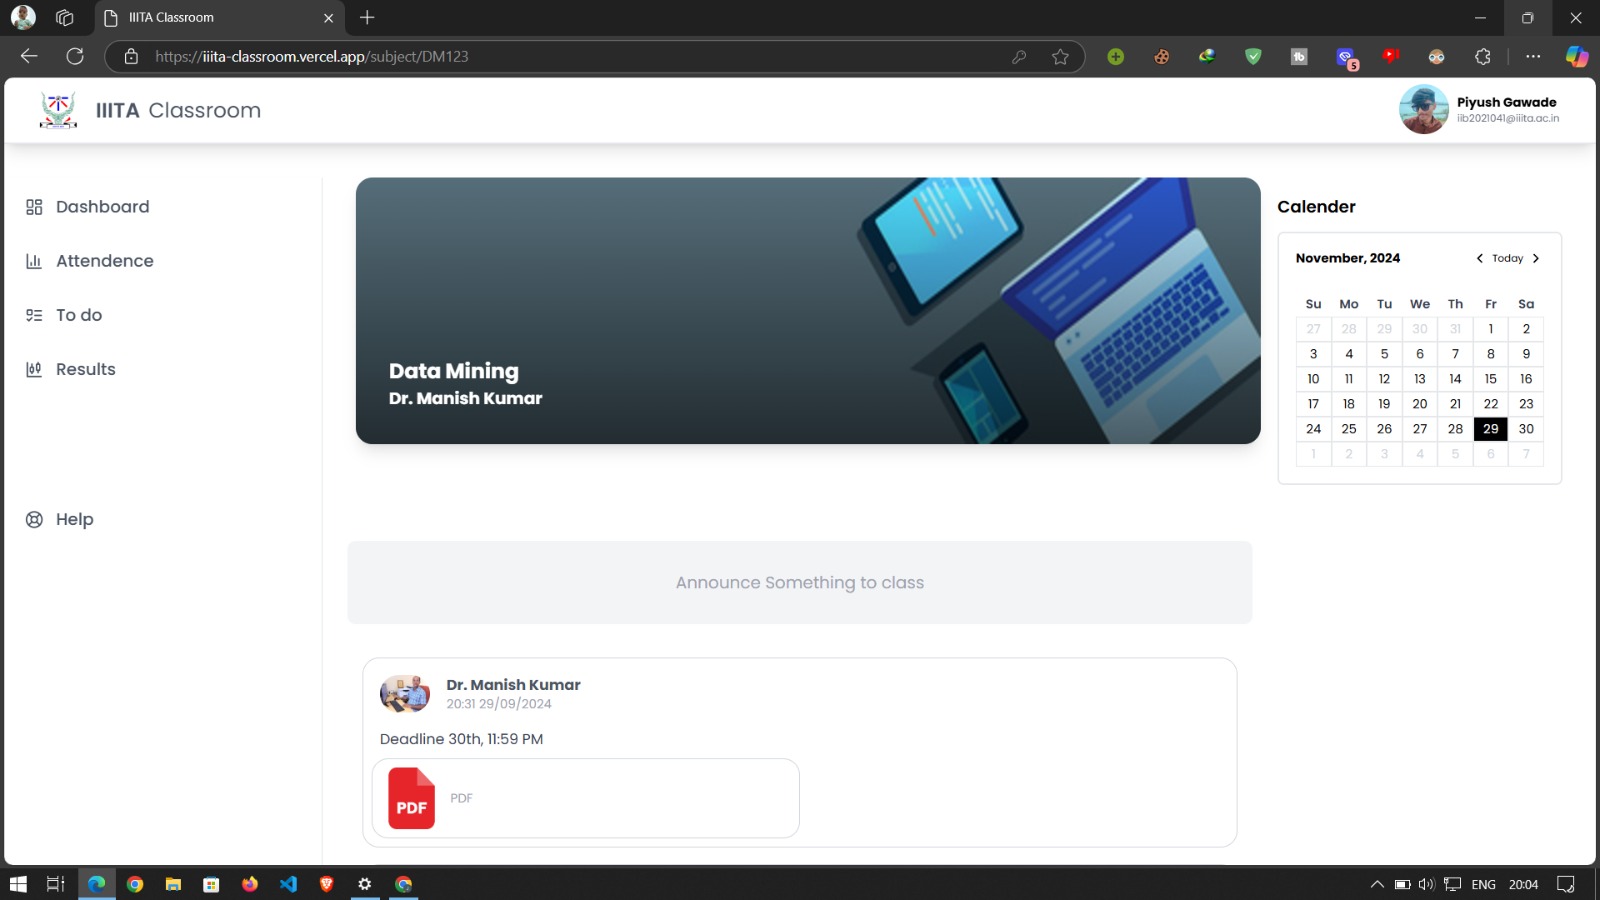 IIITA Classroom
https://iiita-classroom.vercel.app/subject/DM123
5
IIITA Classroom
Piyush Gawade
iib2021041@iiita.ac.in
Dashboard
Attendence
To do
Results
Help
Data Mining
Dr. Manish Kumar
Calender
November, 2024
Today
Su Mo Tu We Th Fr Sa
27 28 29 30 31 1 2
3 4 5 6 7 8 9
10 11 12 13 14 15 16
17 18 19 20 21 22 23
24 25 26 27 28 29 30
1 2 3 4 5 6 7
Announce Something to class
Dr. Manish Kumar
20:31 29/09/2024
Deadline 30th, 11:59 PM
PDF PDF
ENG 20:04